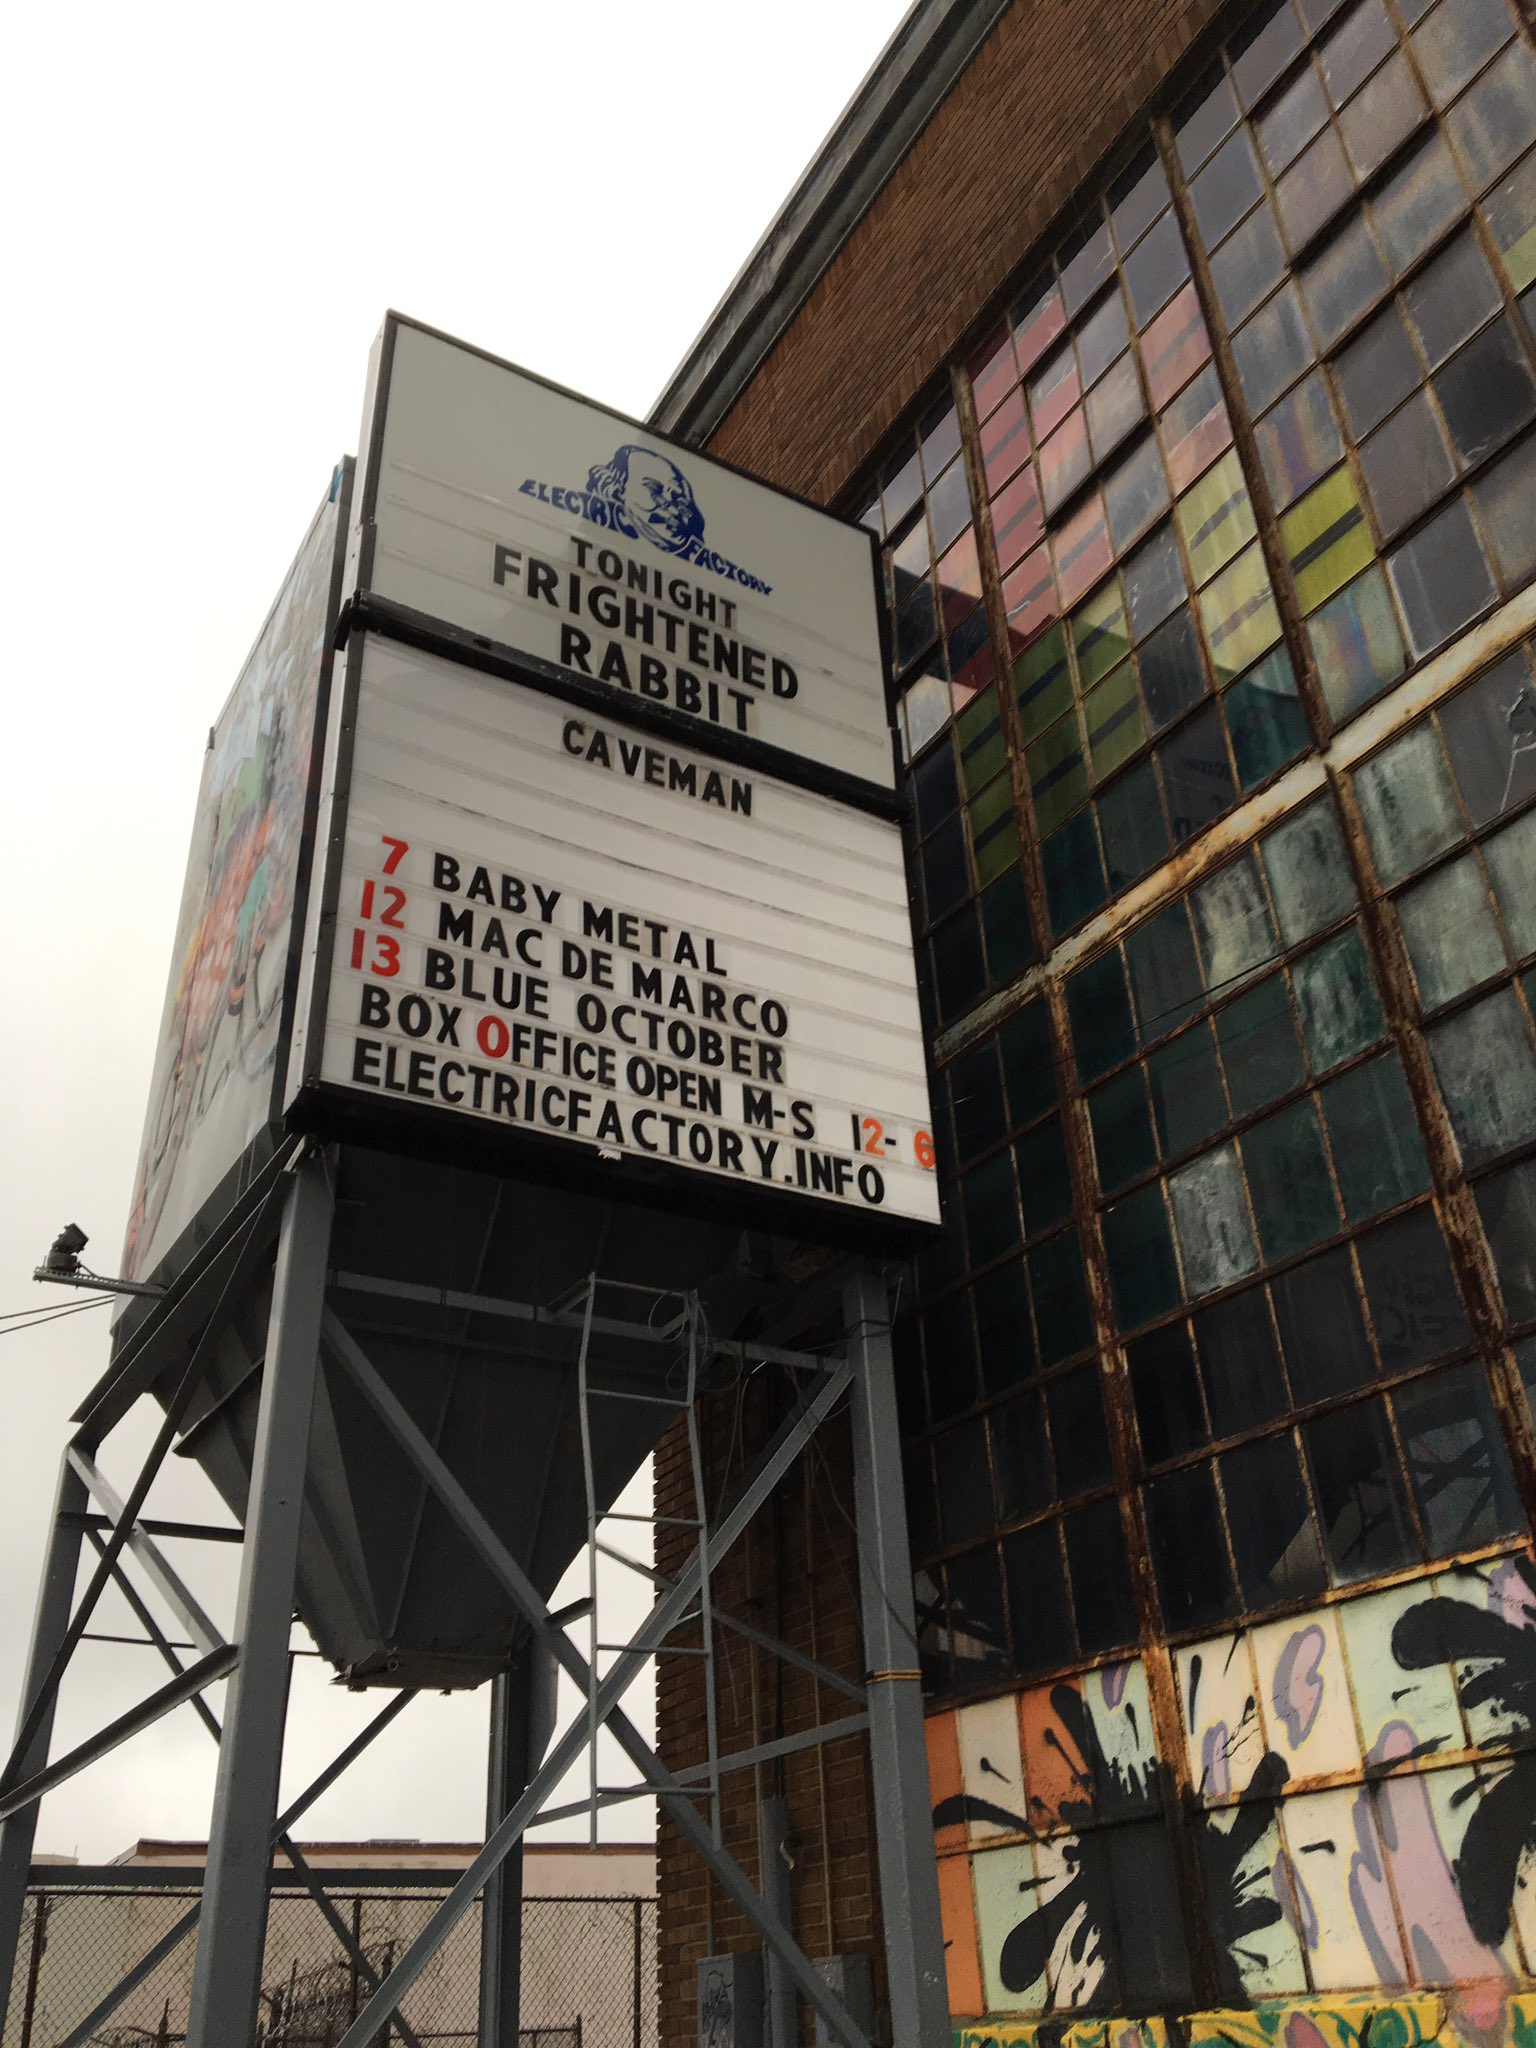 ELECTRIC FACTORY
TONIGHT
FRIGHTENED
RABBIT
CAVEMAN
7 BABY METAL
12 MAC DE MARCO
13 BLUE OCTOBER
BOX OFFICE OPEN M-S 12-6
ELECTRICFACTORY.INFO